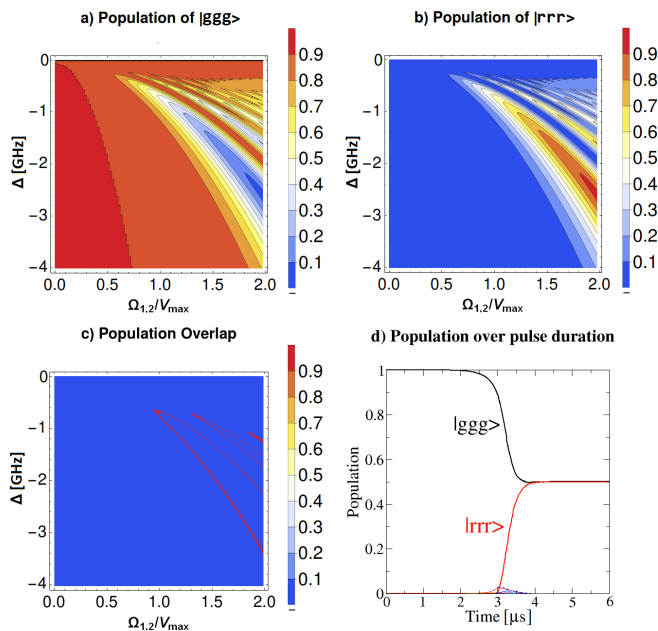 a) Population of |ggg>
b) Population of |rrr>
0
−1
−2
−3
−4
Δ [GHz]
0.0 0.5 1.0 1.5 2.0
Ω1,2/Vmax
0.9
0.8
0.7
0.6
0.5
0.4
0.3
0.2
0.1
0
−1
−2
−3
−4
Δ [GHz]
0.0 0.5 1.0 1.5 2.0
Ω1,2/Vmax
0.9
0.8
0.7
0.6
0.5
0.4
0.3
0.2
0.1
c) Population Overlap
d) Population over pulse duration
0
−1
−2
−3
−4
Δ [GHz]
0.0 0.5 1.0 1.5 2.0
Ω1,2/Vmax
0.9
0.8
0.7
0.6
0.5
0.4
0.3
0.2
0.1
1
0.5
0
Population
|ggg>
|rrr>
0 1 2 3 4 5 6
Time [μs]